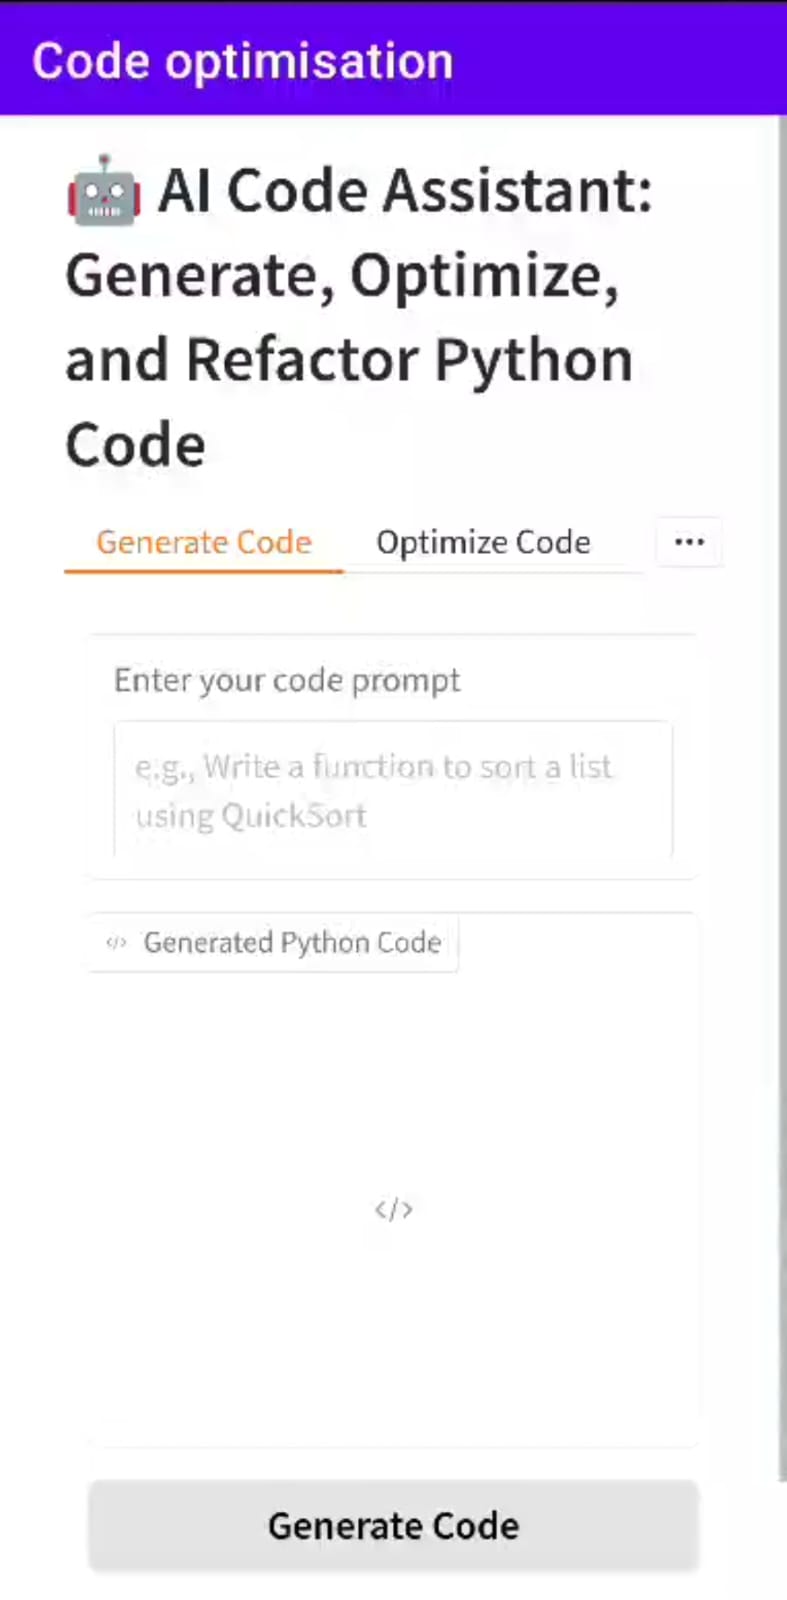 Code optimisation
🤖 AI Code Assistant:
Generate, Optimize,
and Refactor Python
Code
Generate Code
Optimize Code
...
Enter your code prompt
e.g., Write a function to sort a list
using QuickSort
</> Generated Python Code
</>
Generate Code